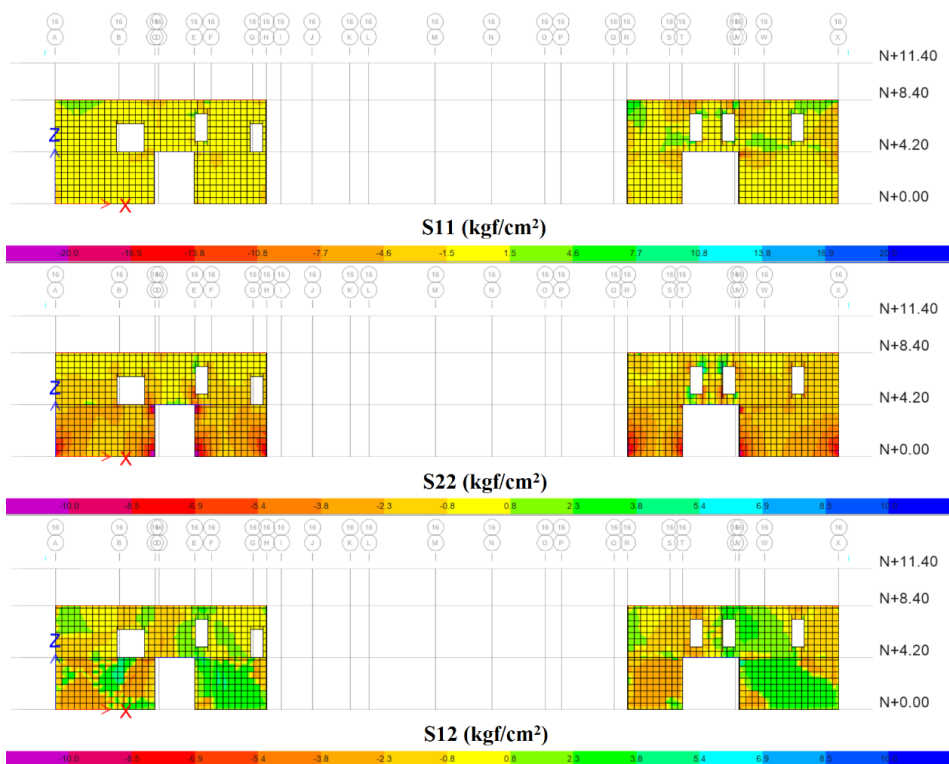 16 16 16 16 16 16 16 16 16 16 16 16 16 16 16 16 16 16 16 16 16 16 16
A B D E F G H I J K L M N O P Q R S T U V W X
N+11.40
N+8.40
Z
N+4.20
X
N+0.00
S11 (kgf/cm²)
-20.0 -16.9 -13.8 -10.8 -7.7 -4.6 -1.5 1.5 4.6 7.7 10.8 13.8 16.9
16 16 16 16 16 16 16 16 16 16 16 16 16 16 16 16 16 16 16 16 16 16 16
A B D E F G H I J K L M N O P Q R S T U V W X
N+11.40
N+8.40
Z
N+4.20
X
N+0.00
S22 (kgf/cm²)
-10.0 -8.5 -6.9 -5.4 -3.8 -2.3 -0.8 0.8 2.3 3.8 5.4 6.9 8.5
16 16 16 16 16 16 16 16 16 16 16 16 16 16 16 16 16 16 16 16 16 16 16
A B D E F G H I J K L M N O P Q R S T U V W X
N+11.40
N+8.40
Z
N+4.20
X
N+0.00
S12 (kgf/cm²)
-10.0 -8.5 -6.9 -5.4 -3.8 -2.3 -0.8 0.8 2.3 3.8 5.4 6.9 8.5